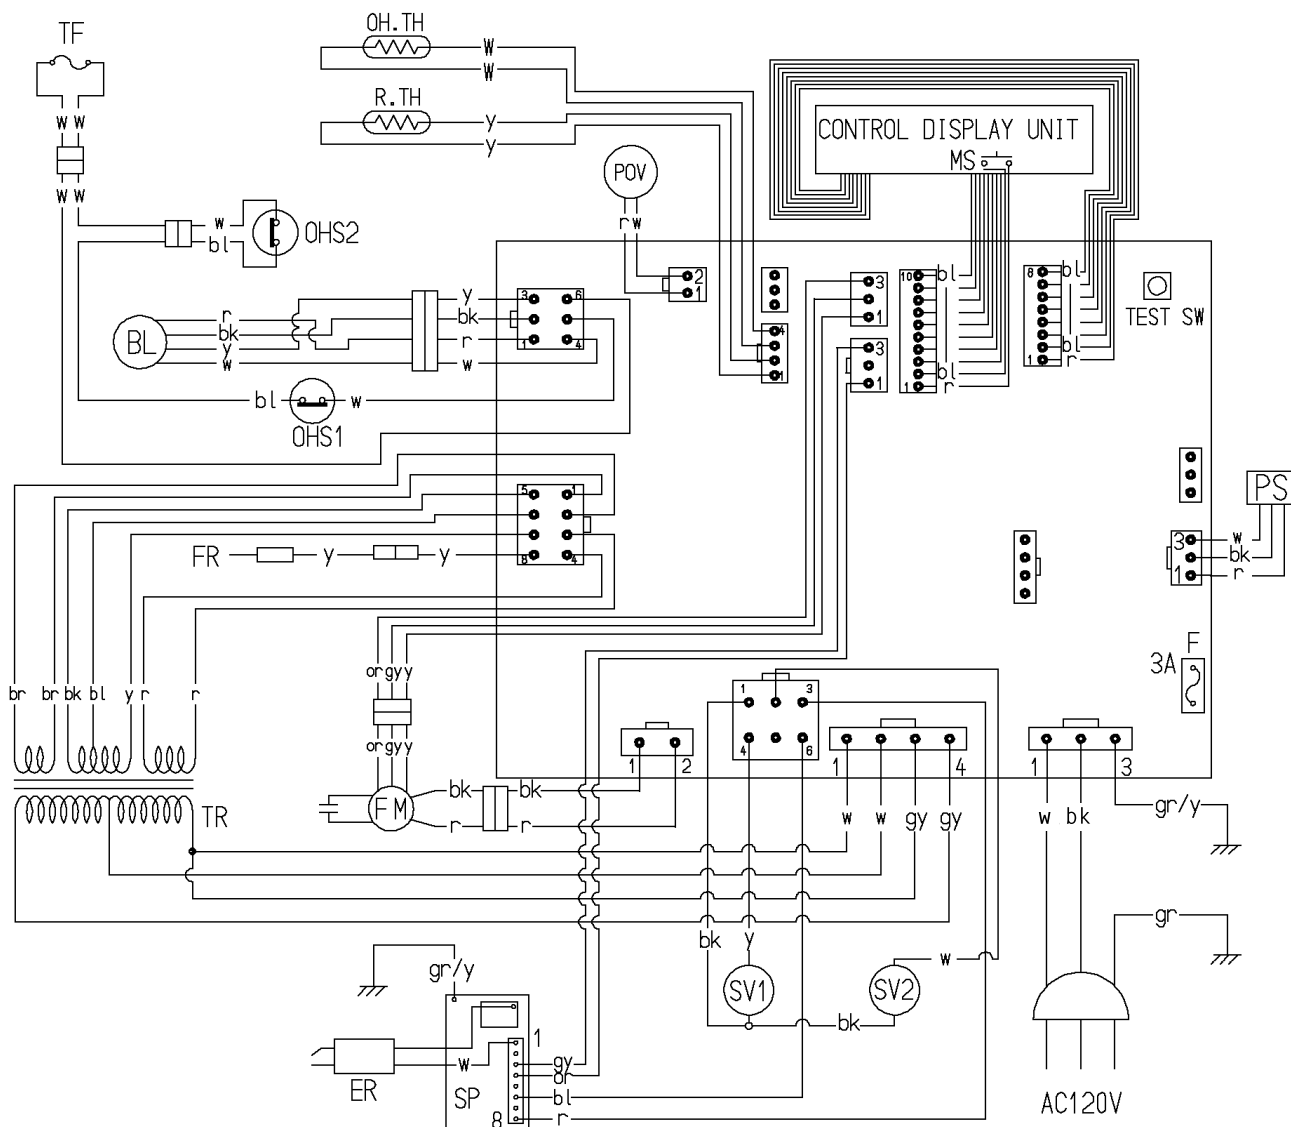 TF
OH.TH
W
W
R.TH
y
y
W W
W W
CONTROL DISPLAY UNIT
MS
POV
r w
w
bl
OHS2
BL
r
bk
y
w
y
bk
r
w
3 6
1 4
2
1
4
1
3
1
3
1
10 bl
bl
1 r
8 bl
bl
1 r
TEST SW
bl w
OHS1
5 1
8 4
FR y y
PS
3 w
bk
1 r
F
3A
br br bk bl y r r
or gy y
or gy y
TR
FM
bk bk
r r
1 2
1 3
4 6
1 4
1 3
w w gy gy
w bk
gr/y
gr
bk y w
SV1 SV2
bk
gr/y
ER
w
SP
1
8
gy
or
bl
r
AC120V